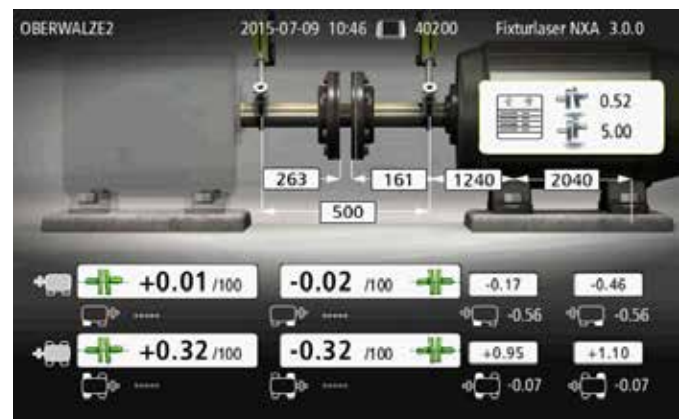 OBERWALZE2 2015-07-09 10:46 40200 Fixturlaser NXA 3.0.0
0.52
5.00
263 161 1240 2040
500
+0.01 /100 -0.02 /100 -0.17 -0.46
----- ----- -0.56 -0.56
+0.32 /100 -0.32 /100 +0.95 +1.10
----- ----- -0.07 -0.07